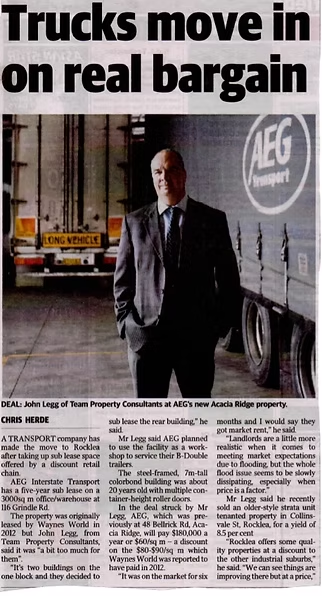 Trucks move in
on real bargain
AEG
Transport
LONG VEHICLE
DEAL: John Legg of Team Property Consultants at AEG's new Acacia Ridge property.
CHRIS HERDE
A TRANSPORT company has
made the move to Rocklea
after taking up sub lease space
offered by a discount retail
chain.
AEG Interstate Transport
has a five-year sub lease on a
3000sq m office/warehouse at
116 Grindle Rd.
The property was originally
leased by Waynes World in
2012 but John Legg, from
Team Property Consultants,
said it was "a bit too much for
them".
"It's two buildings on the
one block and they decided to
sub lease the rear building," he
said.
Mr Legg said AEG planned
to use the facility as a work-
shop to service their B-Double
trailers.
The steel-framed, 7m-tall
colorbond building was about
20 years old with multiple con-
tainer-height roller doors.
In the deal struck by Mr
Legg, AEG, which was pre-
viously at 48 Bellrick Rd, Aca-
cia Ridge, will pay $180,000 a
year or $60/sq m – a discount
on the $80-$90/sq m which
Waynes World was reported to
have paid in 2012.
"It was on the market for six
months and I would say they
got market rent," he said.
"Landlords are a little more
realistic when it comes to
meeting market expectations
due to flooding, but the whole
flood issue seems to be slowly
dissipating, especially when
price is a factor."
Mr Legg said he recently
sold an older-style strata unit
tenanted property in Collins-
vale St, Rocklea, for a yield of
8.5 per cent
"Rocklea offers some qual-
ity properties at a discount to
the other industrial suburbs,"
he said. "We can see things are
improving there but at a price,"